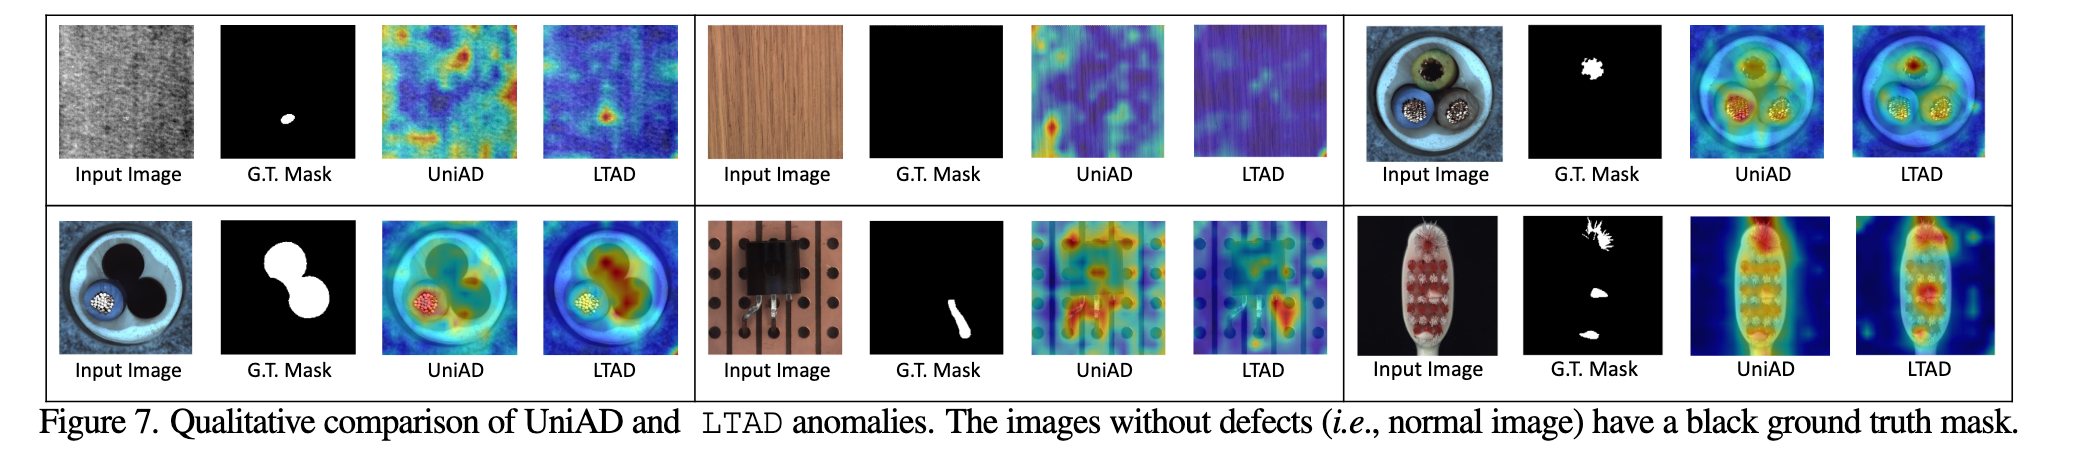 Input Image G.T. Mask UniAD LTAD Input Image G.T. Mask UniAD LTAD Input Image G.T. Mask UniAD LTAD
Input Image G.T. Mask UniAD LTAD Input Image G.T. Mask UniAD LTAD Input Image G.T. Mask UniAD LTAD
Figure 7. Qualitative comparison of UniAD and LTAD anomalies. The images without defects (i.e., normal image) have a black ground truth mask.